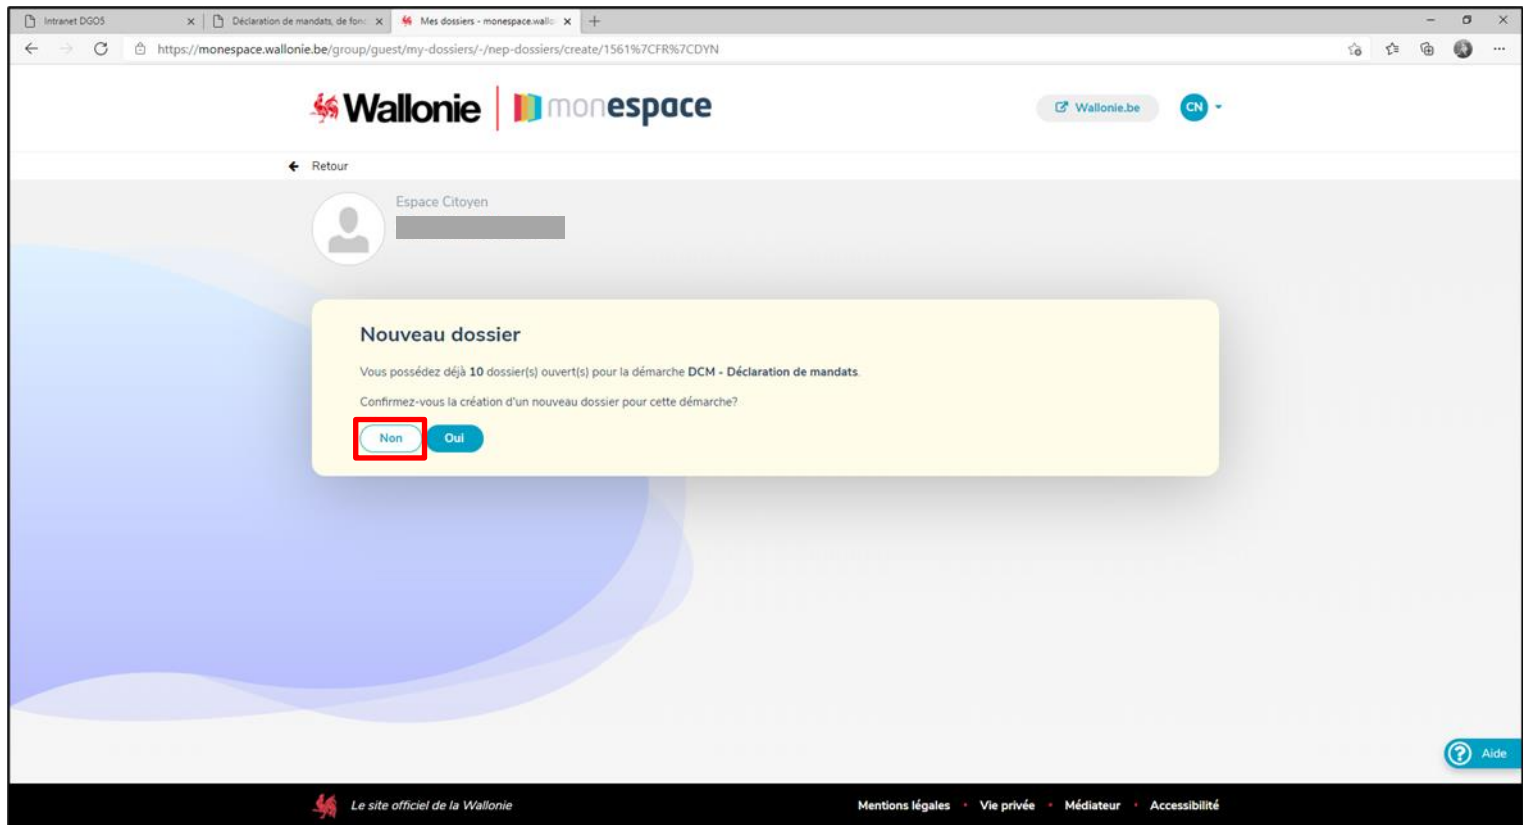 Intranet DGO5
Déclaration de mandats, de fonc
Mes dossiers - monespace.wallo
https://monespace.wallonie.be/group/guest/my-dossiers/-/nep-dossiers/create/1561%7CFR%7CDYN
Wallonie
monespace
Wallonie.be
CN
Retour
Espace Citoyen
Nouveau dossier
Vous possédez déjà 10 dossier(s) ouvert(s) pour la démarche DCM - Déclaration de mandats.
Confirmez-vous la création d'un nouveau dossier pour cette démarche?
Non
Oui
? Aide
Le site officiel de la Wallonie
Mentions légales • Vie privée • Médiateur • Accessibilité